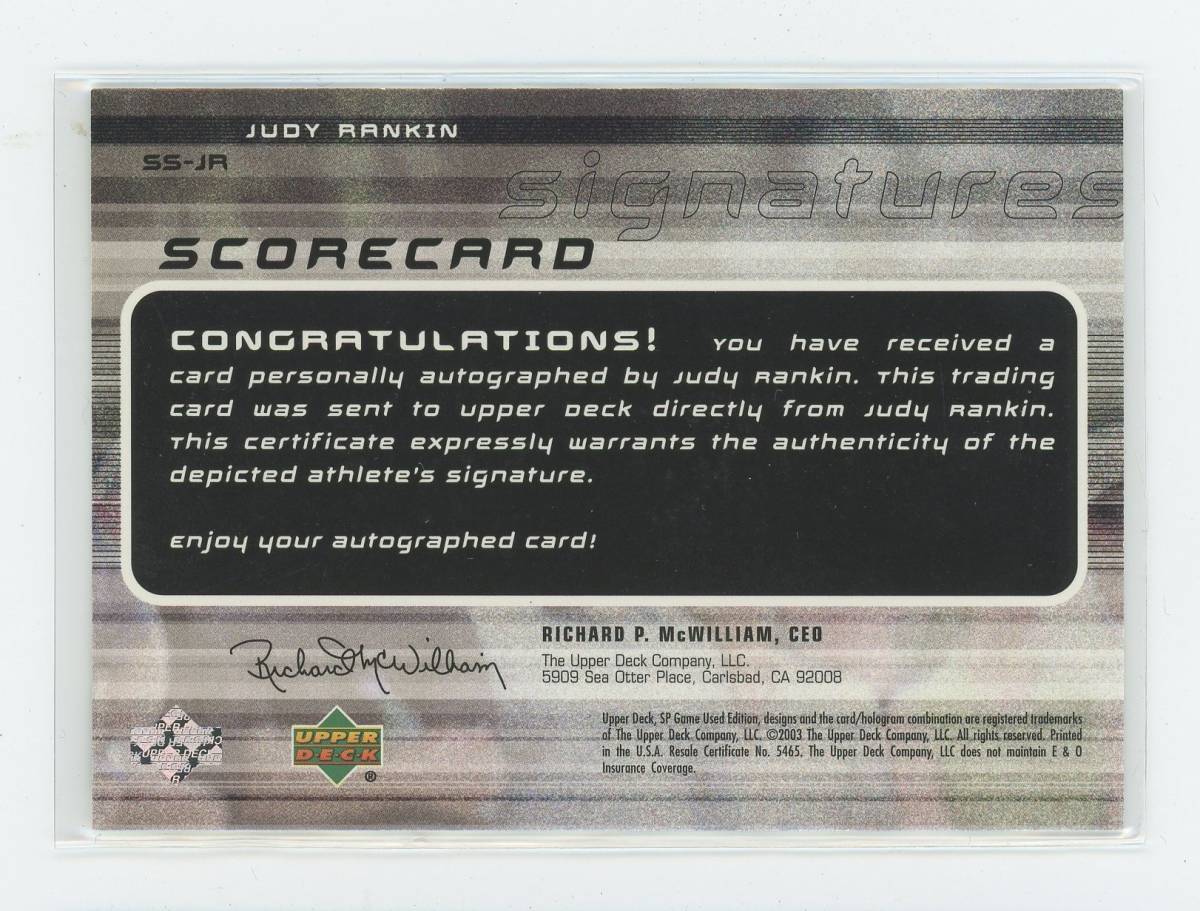 JUDY RANKIN
SS-JR
signatures
SCORECARD
CONGRATULATIONS! You have received a
card personally autographed by Judy Rankin. This trading
card was sent to Upper Deck directly from Judy Rankin.
This certificate expressly warrants the authenticity of the
depicted athlete's signature.
Enjoy your autographed card!
Richard McWilliam
RICHARD P. McWILLIAM, CEO
The Upper Deck Company, LLC.
5909 Sea Otter Place, Carlsbad, CA 92008
UPPER
DECK
UPPER
D·E·C·K
®
Upper Deck, SP Game Used Edition, designs and the card/hologram combination are registered trademarks
of The Upper Deck Company, LLC. ©2003 The Upper Deck Company, LLC. All rights reserved. Printed
in the U.S.A. Resale Certificate No. 5465. The Upper Deck Company, LLC does not maintain E & O
Insurance Coverage.